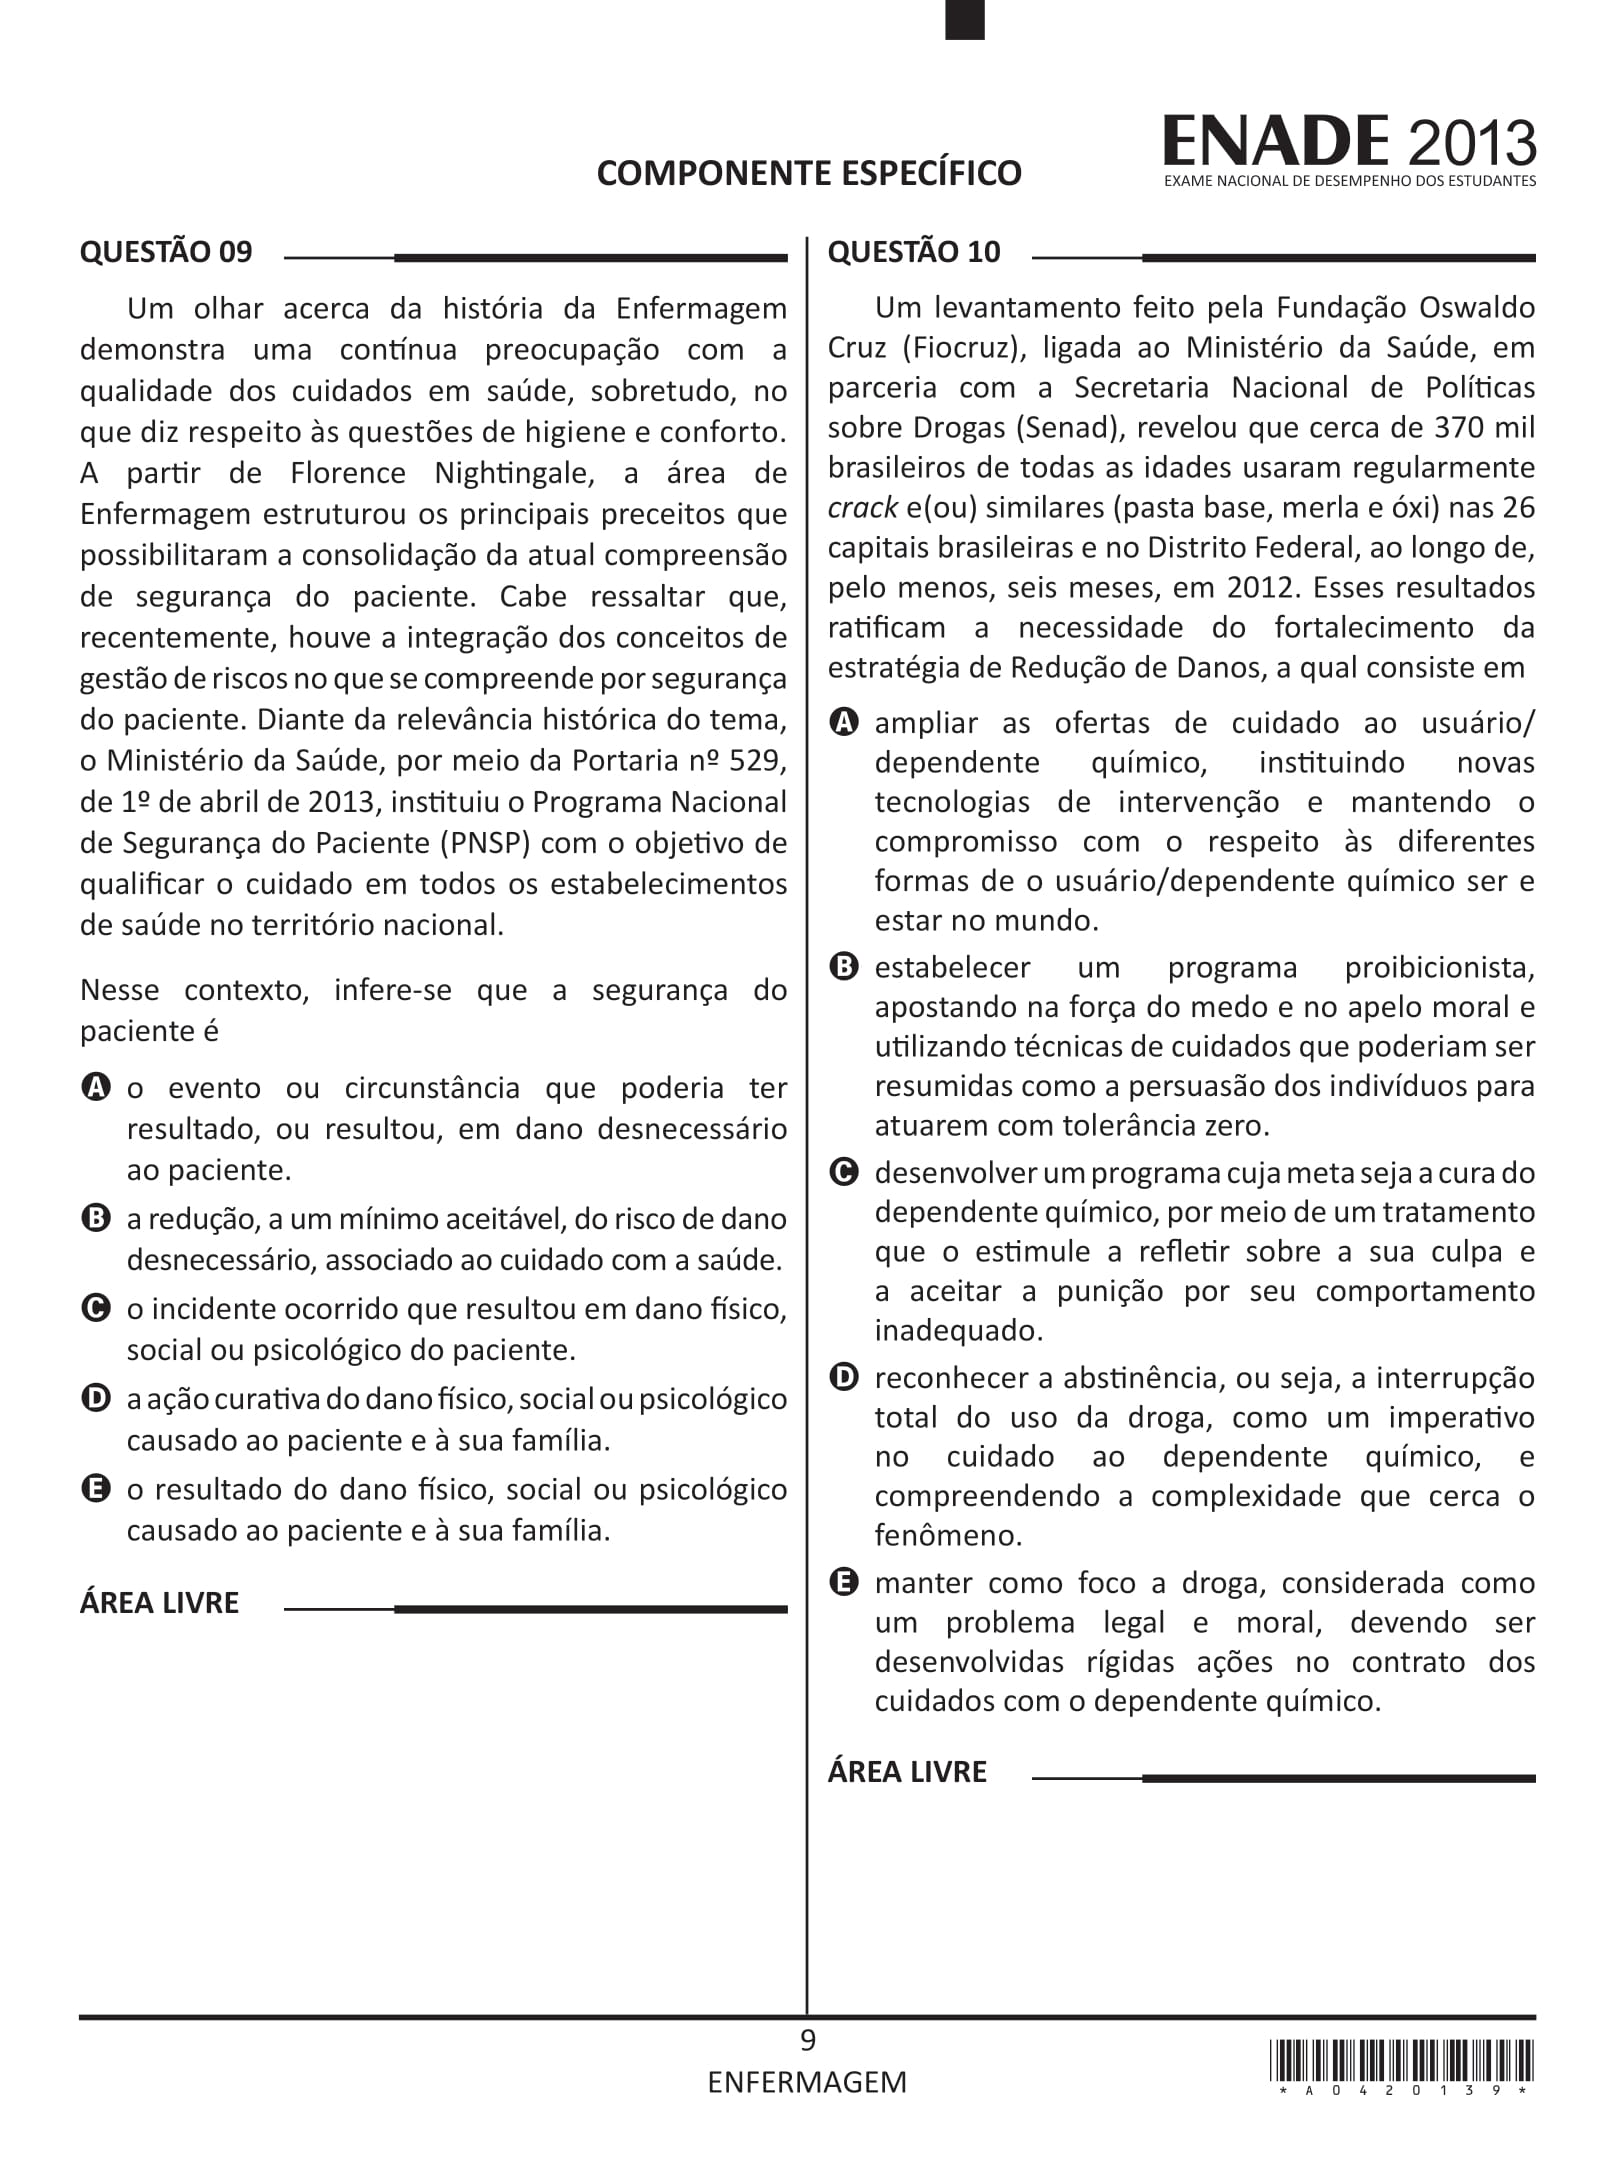 ENADE 2013
EXAME NACIONAL DE DESEMPENHO DOS ESTUDANTES
COMPONENTE ESPECÍFICO
QUESTÃO 09
Um olhar acerca da história da Enfermagem
demonstra uma contínua preocupação com a
qualidade dos cuidados em saúde, sobretudo, no
que diz respeito às questões de higiene e conforto.
A partir de Florence Nightingale, a área de
Enfermagem estruturou os principais preceitos que
possibilitaram a consolidação da atual compreensão
de segurança do paciente. Cabe ressaltar que,
recentemente, houve a integração dos conceitos de
gestão de riscos no que se compreende por segurança
do paciente. Diante da relevância histórica do tema,
o Ministério da Saúde, por meio da Portaria nº 529,
de 1º de abril de 2013, instituiu o Programa Nacional
de Segurança do Paciente (PNSP) com o objetivo de
qualificar o cuidado em todos os estabelecimentos
de saúde no território nacional.
Nesse contexto, infere-se que a segurança do
paciente é
A o evento ou circunstância que poderia ter
resultado, ou resultou, em dano desnecessário
ao paciente.
B a redução, a um mínimo aceitável, do risco de dano
desnecessário, associado ao cuidado com a saúde.
C o incidente ocorrido que resultou em dano físico,
social ou psicológico do paciente.
D a ação curativa do dano físico, social ou psicológico
causado ao paciente e à sua família.
E o resultado do dano físico, social ou psicológico
causado ao paciente e à sua família.
ÁREA LIVRE
QUESTÃO 10
Um levantamento feito pela Fundação Oswaldo
Cruz (Fiocruz), ligada ao Ministério da Saúde, em
parceria com a Secretaria Nacional de Políticas
sobre Drogas (Senad), revelou que cerca de 370 mil
brasileiros de todas as idades usaram regularmente
crack e(ou) similares (pasta base, merla e óxi) nas 26
capitais brasileiras e no Distrito Federal, ao longo de,
pelo menos, seis meses, em 2012. Esses resultados
ratificam a necessidade do fortalecimento da
estratégia de Redução de Danos, a qual consiste em
A ampliar as ofertas de cuidado ao usuário/
dependente químico, instituindo novas
tecnologias de intervenção e mantendo o
compromisso com o respeito às diferentes
formas de o usuário/dependente químico ser e
estar no mundo.
B estabelecer um programa proibicionista,
apostando na força do medo e no apelo moral e
utilizando técnicas de cuidados que poderiam ser
resumidas como a persuasão dos indivíduos para
atuarem com tolerância zero.
C desenvolver um programa cuja meta seja a cura do
dependente químico, por meio de um tratamento
que o estimule a refletir sobre a sua culpa e
a aceitar a punição por seu comportamento
inadequado.
D reconhecer a abstinência, ou seja, a interrupção
total do uso da droga, como um imperativo
no cuidado ao dependente químico, e
compreendendo a complexidade que cerca o
fenômeno.
E manter como foco a droga, considerada como
um problema legal e moral, devendo ser
desenvolvidas rígidas ações no contrato dos
cuidados com o dependente químico.
ÁREA LIVRE
9
ENFERMAGEM
* A 0 4 2 0 1 3 9 *